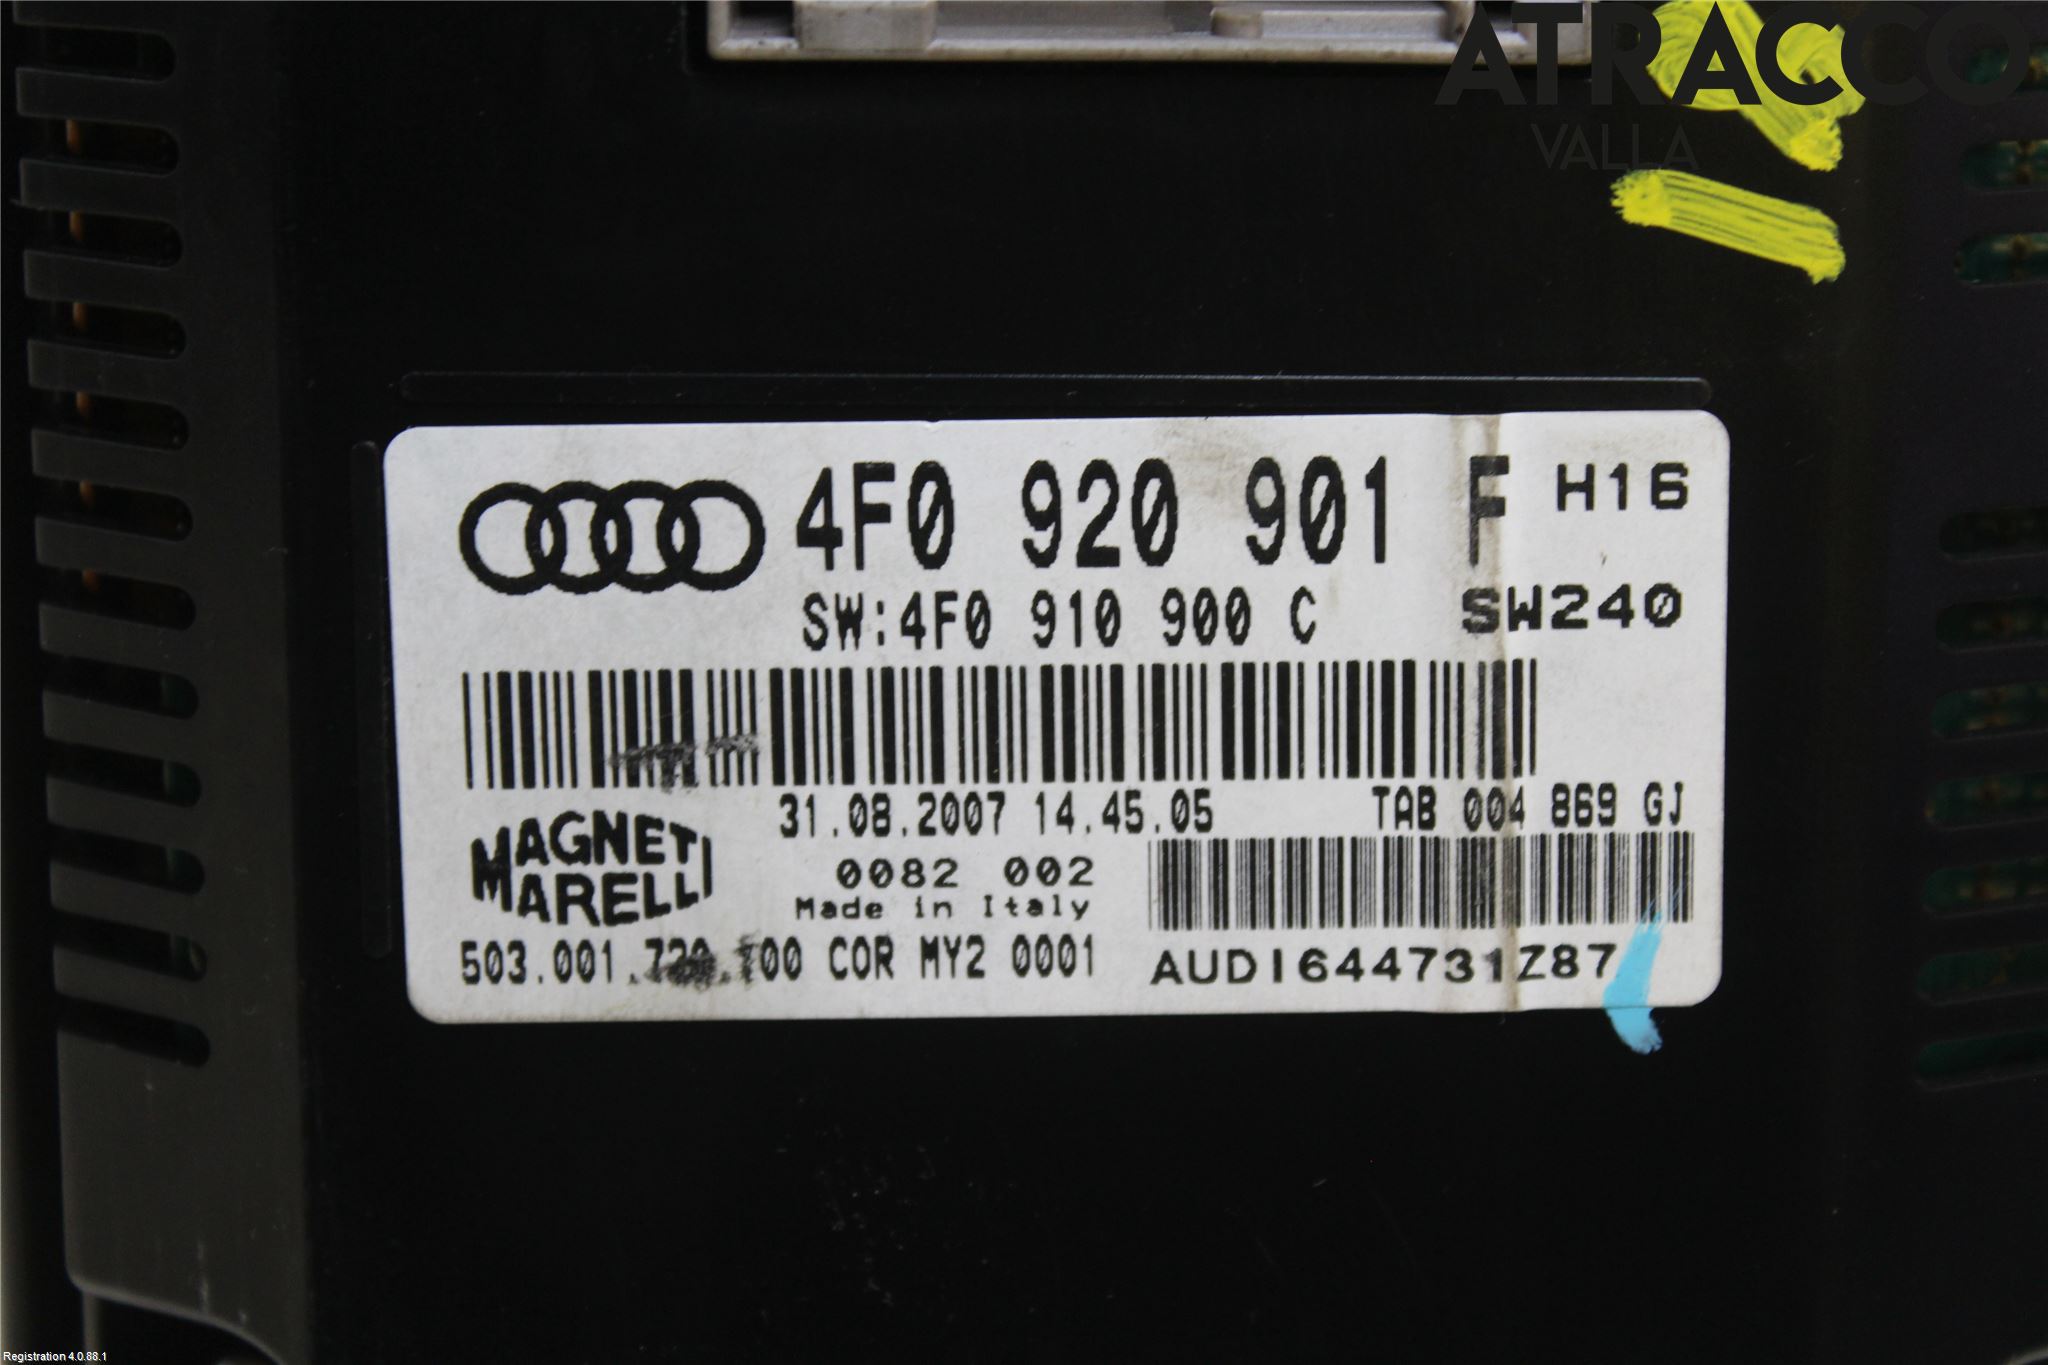 ATRACCO
VALLA
4F0 920 901 F H16
SW:4F0 910 900 C SW240
31.08.2007 14.45.05 TAB 004 869 GJ
MAGNETI
MARELLI
0082 002
Made in Italy
COR MY2 0001
AUDI644731Z87
Registration 4.0.88.1